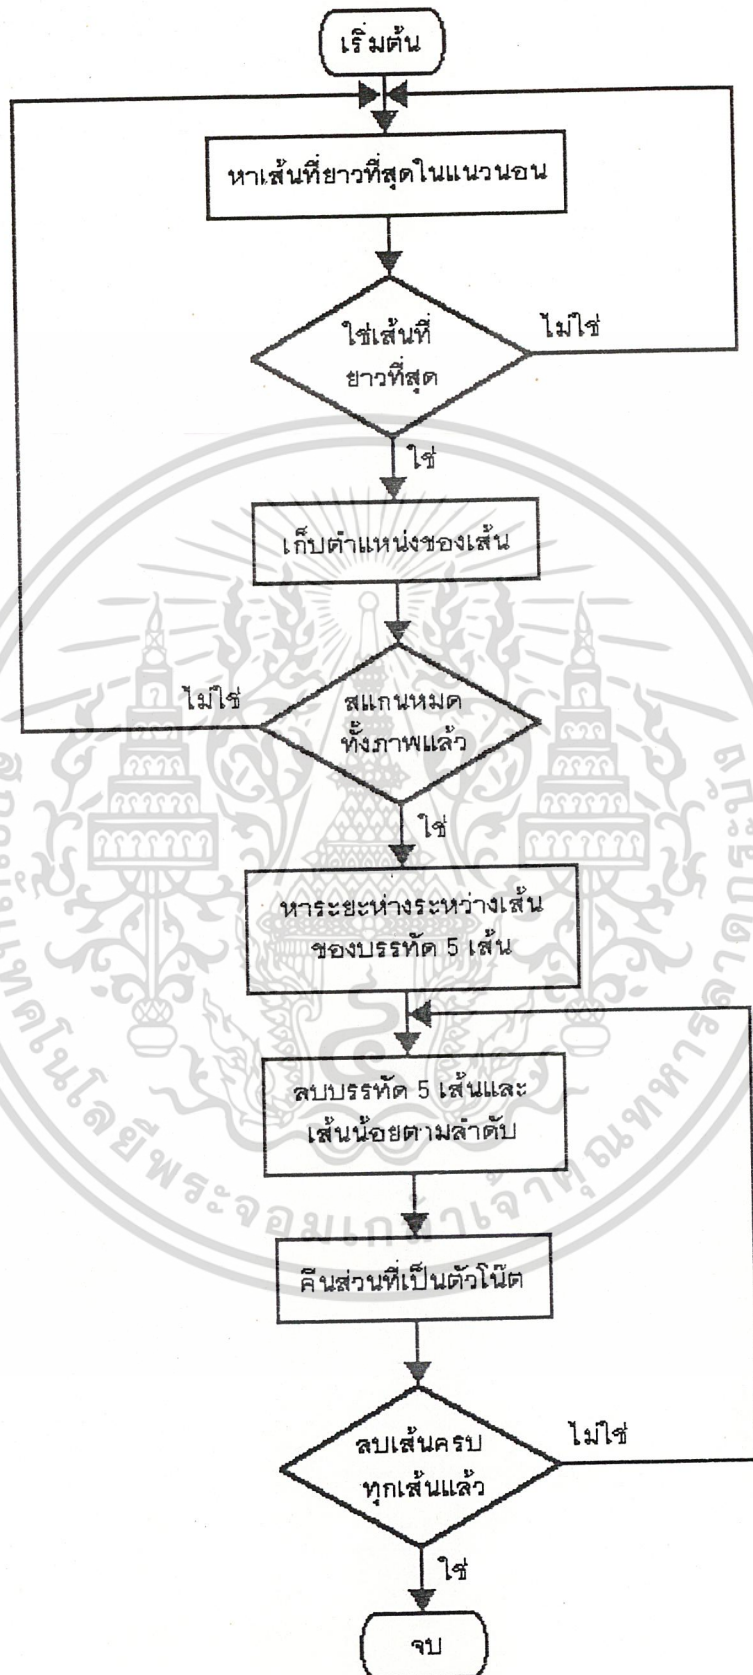 เริ่มต้น
หาเส้นที่ยาวที่สุดในแนวนอน
ใช่เส้นที่
ยาวที่สุด
ไม่ใช่
ใช่
เก็บตำแหน่งของเส้น
สแกนหมด
ทั้งภาพแล้ว
ไม่ใช่
ใช่
หาระยะห่างระหว่างเส้น
ของบรรทัด 5 เส้น
ลบบรรทัด 5 เส้นและ
เส้นน้อยตามลำดับ
คืนส่วนที่เป็นตัวโน๊ต
ลบเส้นครบ
ทุกเส้นแล้ว
ไม่ใช่
ใช่
จบ